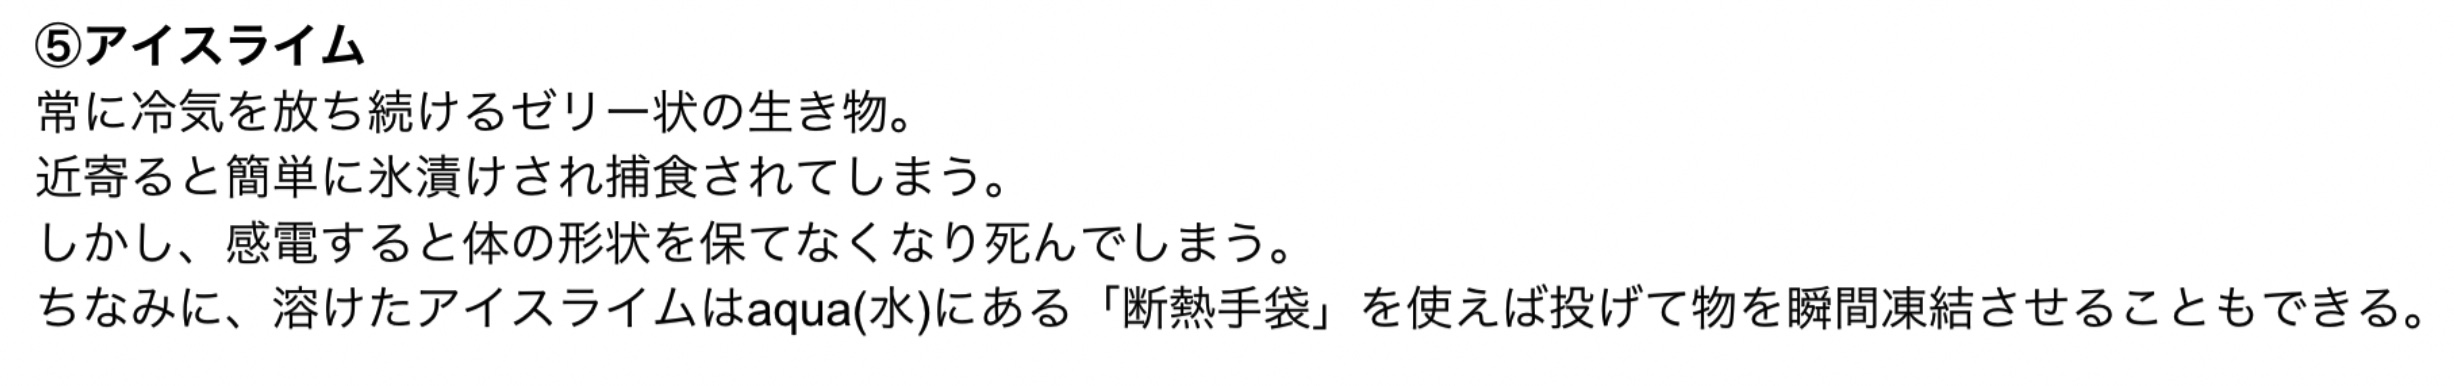 ⑤アイスライム
常に冷気を放ち続けるゼリー状の生き物。
近寄ると簡単に氷漬けされ捕食されてしまう。
しかし、感電すると体の形状を保てなくなり死んでしまう。
ちなみに、溶けたアイスライムはaqua(水)にある「断熱手袋」を使えば投げて物を瞬間凍結させることもできる。